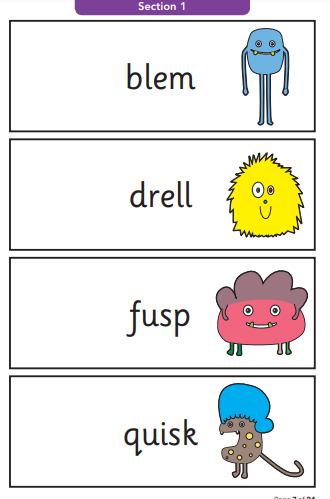 Section 1
blem
drell
fusp
quisk